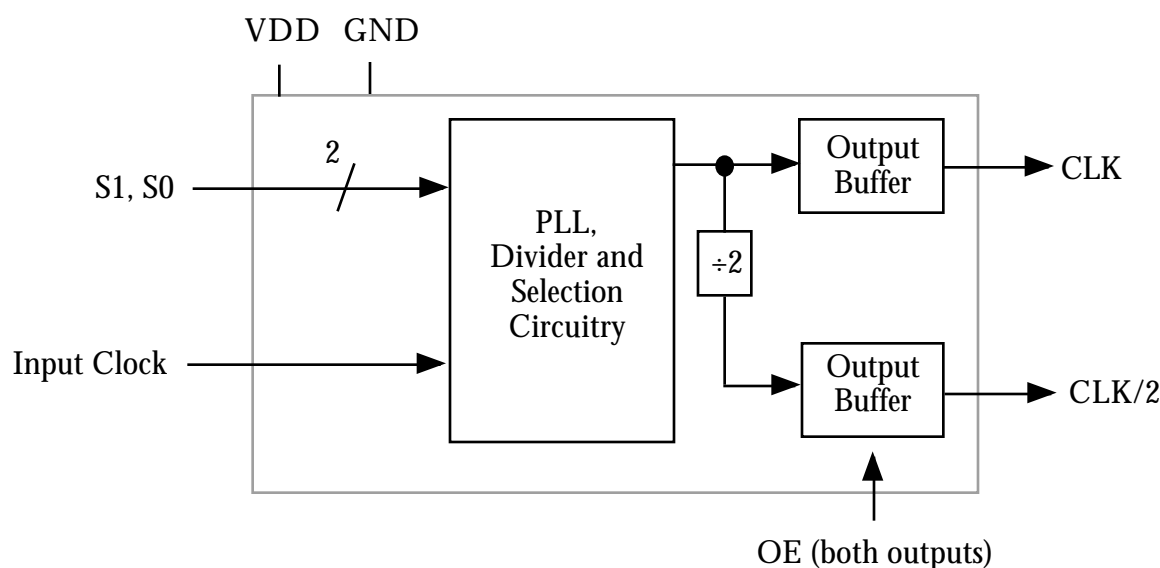 VDD GND
2
S1, S0
PLL,
Divider and
Selection
Circuitry
Input Clock
Output
Buffer
CLK
÷2
Output
Buffer
CLK/2
OE (both outputs)